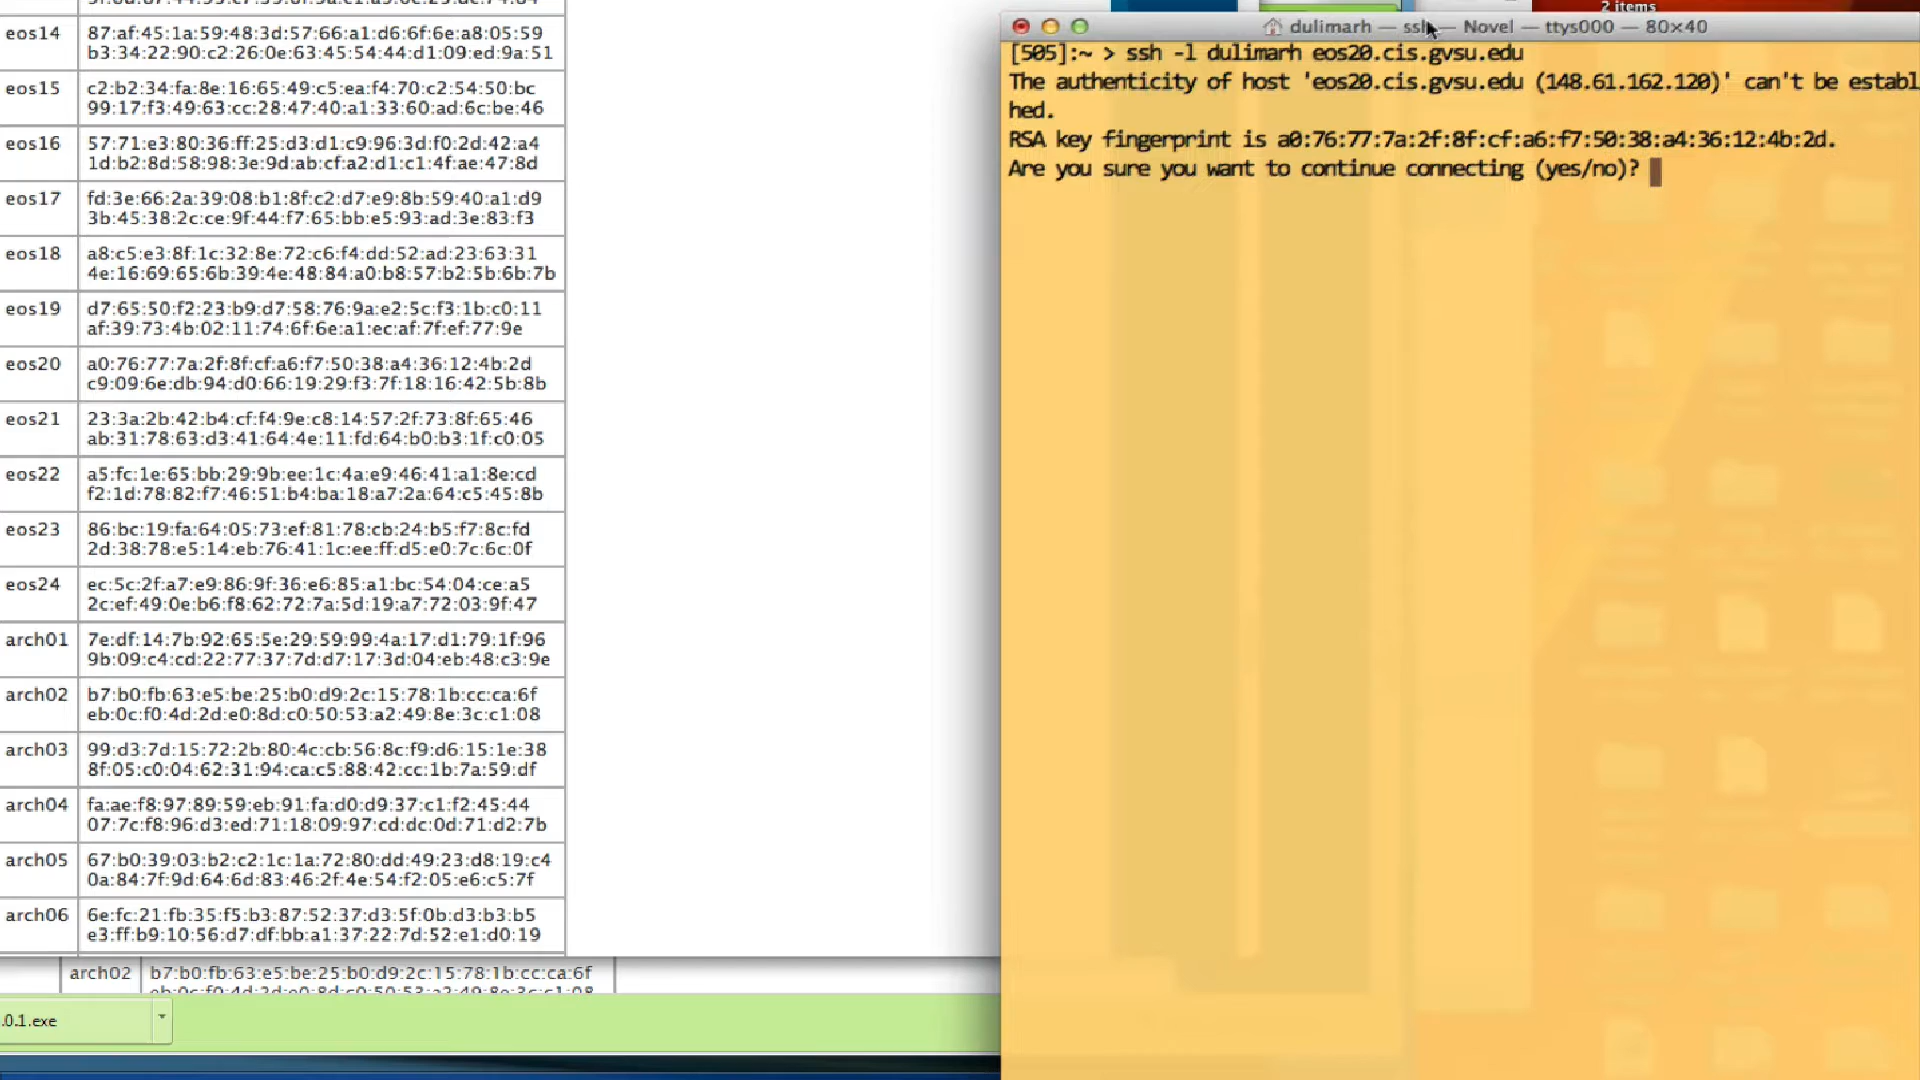 eos14
87:af:45:1a:59:48:3d:57:66:a1:d6:6f:6e:a8:05:59
b3:34:22:90:c2:26:0e:63:45:54:44:d1:09:ed:9a:51
eos15
c2:b2:34:fa:8e:16:65:49:c5:ea:f4:70:c2:54:50:bc
99:17:f3:49:63:cc:28:47:40:a1:33:60:ad:6c:be:46
eos16
57:71:e3:80:36:ff:25:d3:d1:c9:96:3d:f0:2d:42:a4
1d:b2:8d:58:98:3e:9d:ab:cf:a2:d1:c1:4f:ae:47:8d
eos17
fd:3e:66:2a:39:08:b1:8f:c2:d7:e9:8b:59:40:a1:d9
3b:45:38:2c:ce:9f:44:f7:65:bb:e5:93:ad:3e:83:f3
eos18
a8:c5:e3:8f:1c:32:8e:72:c6:f4:dd:52:ad:23:63:31
4e:16:69:65:6b:39:4e:48:84:a0:b8:57:b2:5b:6b:7b
eos19
d7:65:50:f2:23:b9:d7:58:76:9a:e2:5c:f3:1b:c0:11
af:39:73:4b:02:11:74:6f:6e:a1:ec:af:7f:ef:77:9e
eos20
a0:76:77:7a:2f:8f:cf:a6:f7:50:38:a4:36:12:4b:2d
c9:09:6e:db:94:d0:66:19:29:f3:7f:18:16:42:5b:8b
eos21
23:3a:2b:42:b4:cf:f4:9e:c8:14:57:2f:73:8f:65:46
ab:31:78:63:d3:41:64:4e:11:fd:64:b0:b3:1f:c0:05
eos22
a5:fc:1e:65:bb:29:9b:ee:1c:4a:e9:46:41:a1:8e:cd
f2:1d:78:82:f7:46:51:b4:ba:18:a7:2a:64:c5:45:8b
eos23
86:bc:19:fa:64:05:73:ef:81:78:cb:24:b5:f7:8c:fd
2d:38:78:e5:14:eb:76:41:1c:ee:ff:d5:e0:7c:6c:0f
eos24
ec:5c:2f:a7:e9:86:9f:36:e6:85:a1:bc:54:04:ce:a5
2c:ef:49:0e:b6:f8:62:72:7a:5d:19:a7:72:03:9f:47
arch01
7e:df:14:7b:92:65:5e:29:59:99:4a:17:d1:79:1f:96
9b:09:c4:cd:22:77:37:7d:d7:17:3d:04:eb:48:c3:9e
arch02
b7:b0:fb:63:e5:be:25:b0:d9:2c:15:78:1b:cc:ca:6f
eb:0c:f0:4d:2d:e0:8d:c0:50:53:a2:49:8e:3c:c1:08
arch03
99:d3:7d:15:72:2b:80:4c:cb:56:8c:f9:d6:15:1e:38
8f:05:c0:04:62:31:94:ca:c5:88:42:cc:1b:7a:59:df
arch04
fa:ae:f8:97:89:59:eb:91:fa:d0:d9:37:c1:f2:45:44
07:7c:f8:96:d3:ed:71:18:09:97:cd:dc:0d:71:d2:7b
arch05
67:b0:39:03:b2:c2:1c:1a:72:80:dd:49:23:d8:19:c4
0a:84:7f:9d:64:6d:83:46:2f:4e:54:f2:05:e6:c5:7f
arch06
6e:fc:21:fb:35:f5:b3:87:52:37:d3:5f:0b:d3:b3:b5
e3:ff:b9:10:56:d7:df:bb:a1:37:22:7d:52:e1:d0:19
arch02
b7:b0:fb:63:e5:be:25:b0:d9:2c:15:78:1b:cc:ca:6f
.0.1.exe
2 items
dulimarh — ssh — Novel — ttys000 — 80×40
[505]:~ > ssh -l dulimarh eos20.cis.gvsu.edu
The authenticity of host 'eos20.cis.gvsu.edu (148.61.162.120)' can't be establ
hed.
RSA key fingerprint is a0:76:77:7a:2f:8f:cf:a6:f7:50:38:a4:36:12:4b:2d.
Are you sure you want to continue connecting (yes/no)?